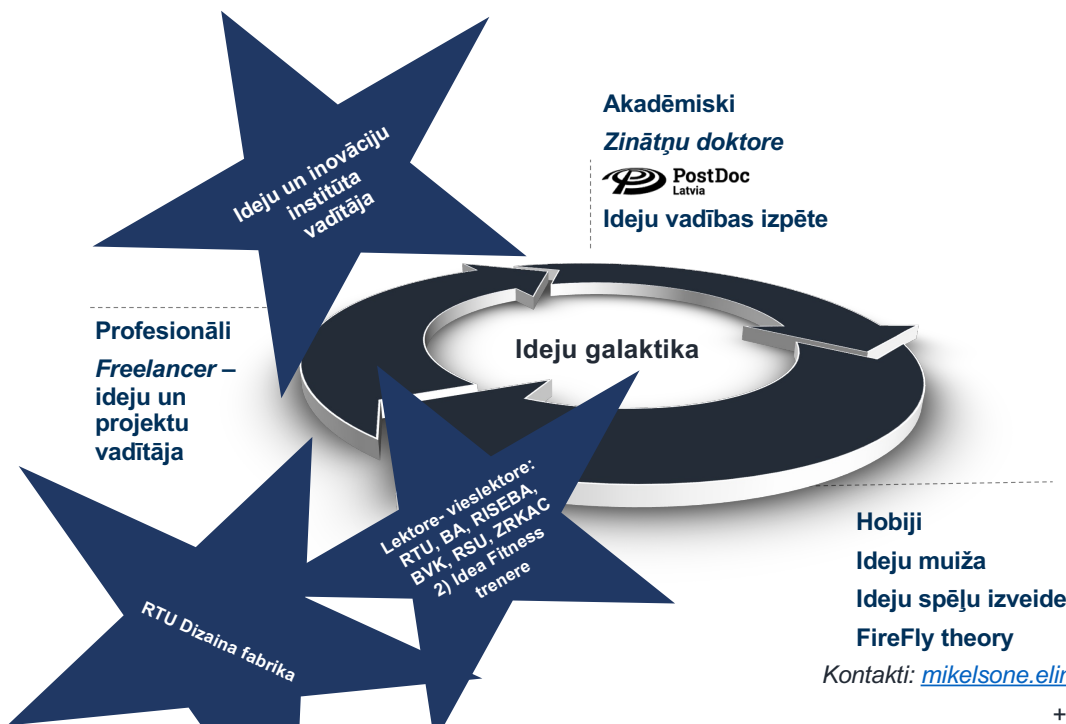 Ideju un inovāciju
institūta
vadītāja
Akadēmiski
Zinātņu doktore
PostDoc
Latvia
Ideju vadības izpēte
Profesionāli
Freelancer –
ideju un
projektu
vadītāja
Ideju galaktika
Lektore- vieslektore:
RTU, BA, RISEBA,
BVK, RSU, ZRKAC
2) Idea Fitness
trenere
RTU Dizaina fabrika
Hobiji
Ideju muiža
Ideju spēļu izveide
FireFly theory
Kontakti: mikelsone.elin
+